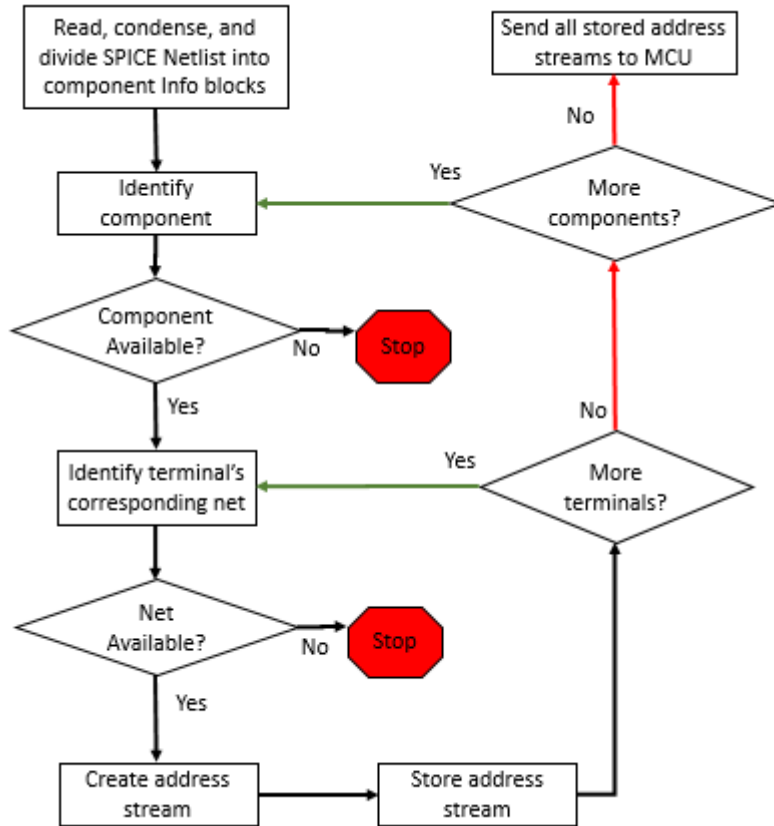 Read, condense, and
divide SPICE Netlist into
component Info blocks
Send all stored address
streams to MCU
No
Yes
Identify
component
More
components?
Component
Available?
No
Stop
Yes
No
Identify terminal's
corresponding net
Yes
More
terminals?
Net
Available?
No
Stop
Yes
Create address
stream
Store address
stream